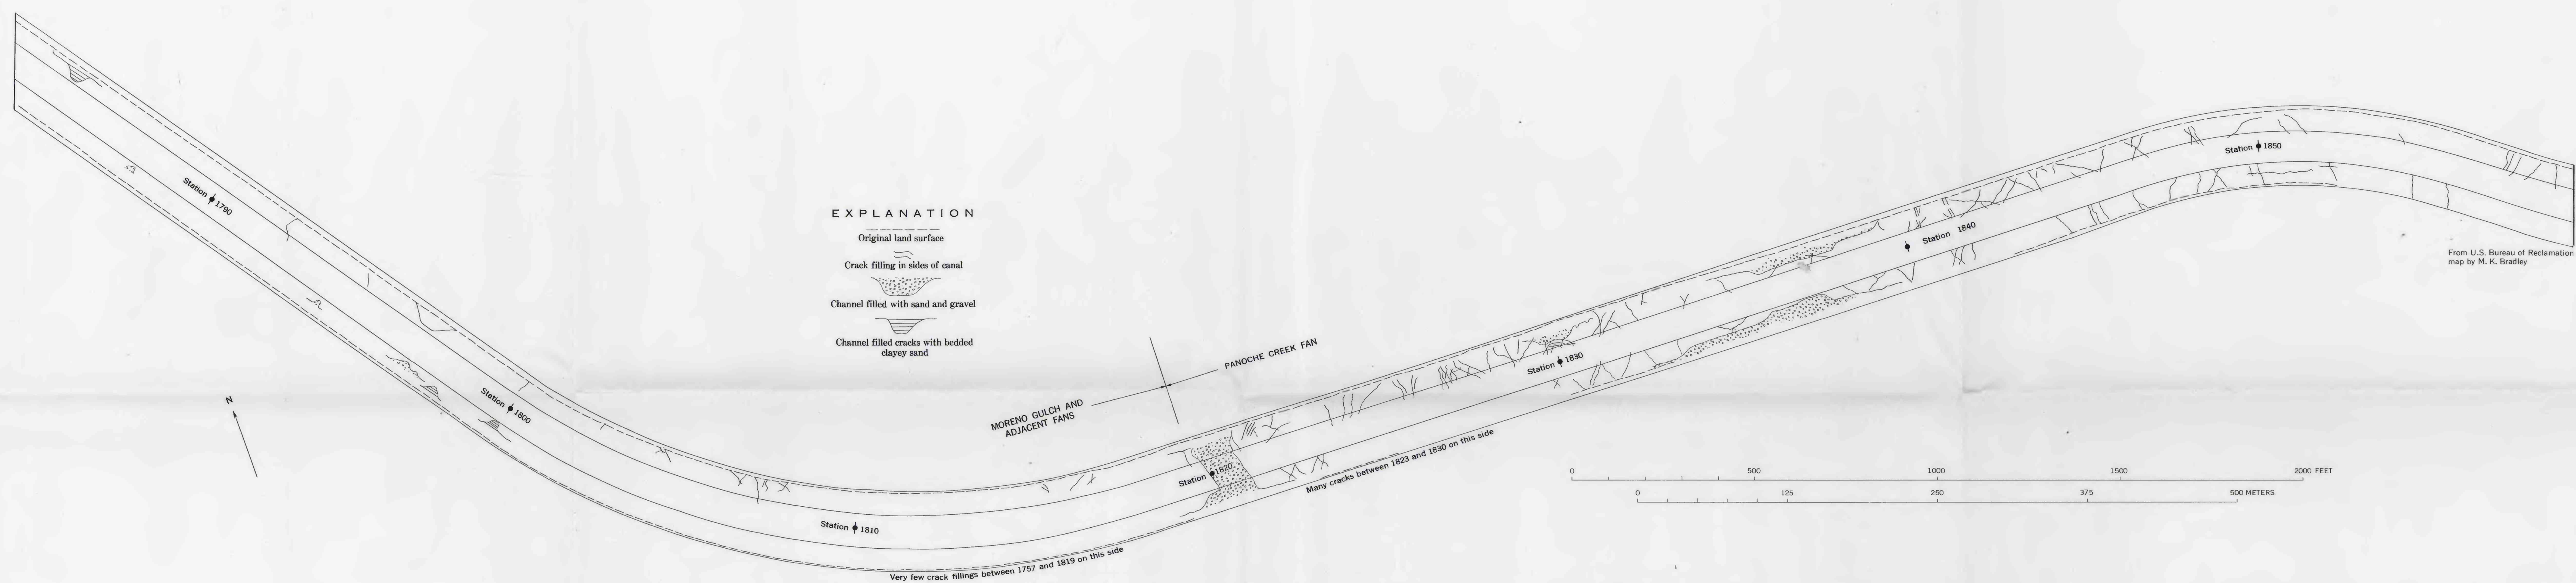 Station 1790
Station 1800
EXPLANATION
Original land surface
Crack filling in sides of canal
Channel filled with sand and gravel
Channel filled cracks with bedded
clayey sand
N
MORENO GULCH AND
ADJACENT FANS
PANOCHE CREEK FAN
Station 1810
Very few crack fillings between 1757 and 1819 on this side
Station 1820
Many cracks between 1823 and 1830 on this side
Station 1830
Station 1840
Station 1850
From U.S. Bureau of Reclamation
map by M. K. Bradley
0 500 1000 1500 2000 FEET
0 125 250 375 500 METERS